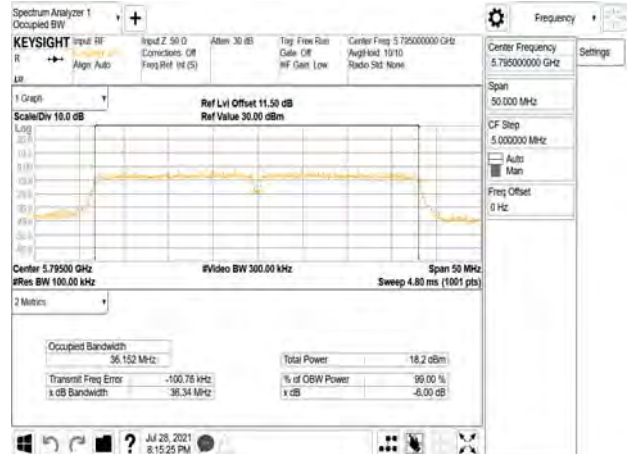 Spectrum Analyzer 1
Occupied BW
Frequency
KEYSIGHT
Input: RF
Align: Auto
Input Z: 50 Ω
Corrections: Off
Freq Ref: Int (S)
Atten: 30 dB
Trig: Free Run
Gate: Off
#IF Gain: Low
Center Freq: 5.795000000 GHz
Avg|Hold: 10/10
Radio Std: None
Center Frequency
5.795000000 GHz
Settings
Span
50.000 MHz
CF Step
5.000000 MHz
Auto
Man
Freq Offset
0 Hz
1 Graph
Scale/Div 10.0 dB
Ref Lvl Offset 11.50 dB
Ref Value 30.00 dBm
Log
Center 5.79500 GHz
#Res BW 100.00 kHz
#Video BW 300.00 kHz
Span 50 MHz
Sweep 4.80 ms (1001 pts)
2 Metrics
Occupied Bandwidth
36.152 MHz
Total Power 18.2 dBm
Transmit Freq Error -100.76 kHz
% of OBW Power 99.00 %
x dB Bandwidth 36.34 MHz
x dB -6.00 dB
Jul 28, 2021
8:15:25 PM